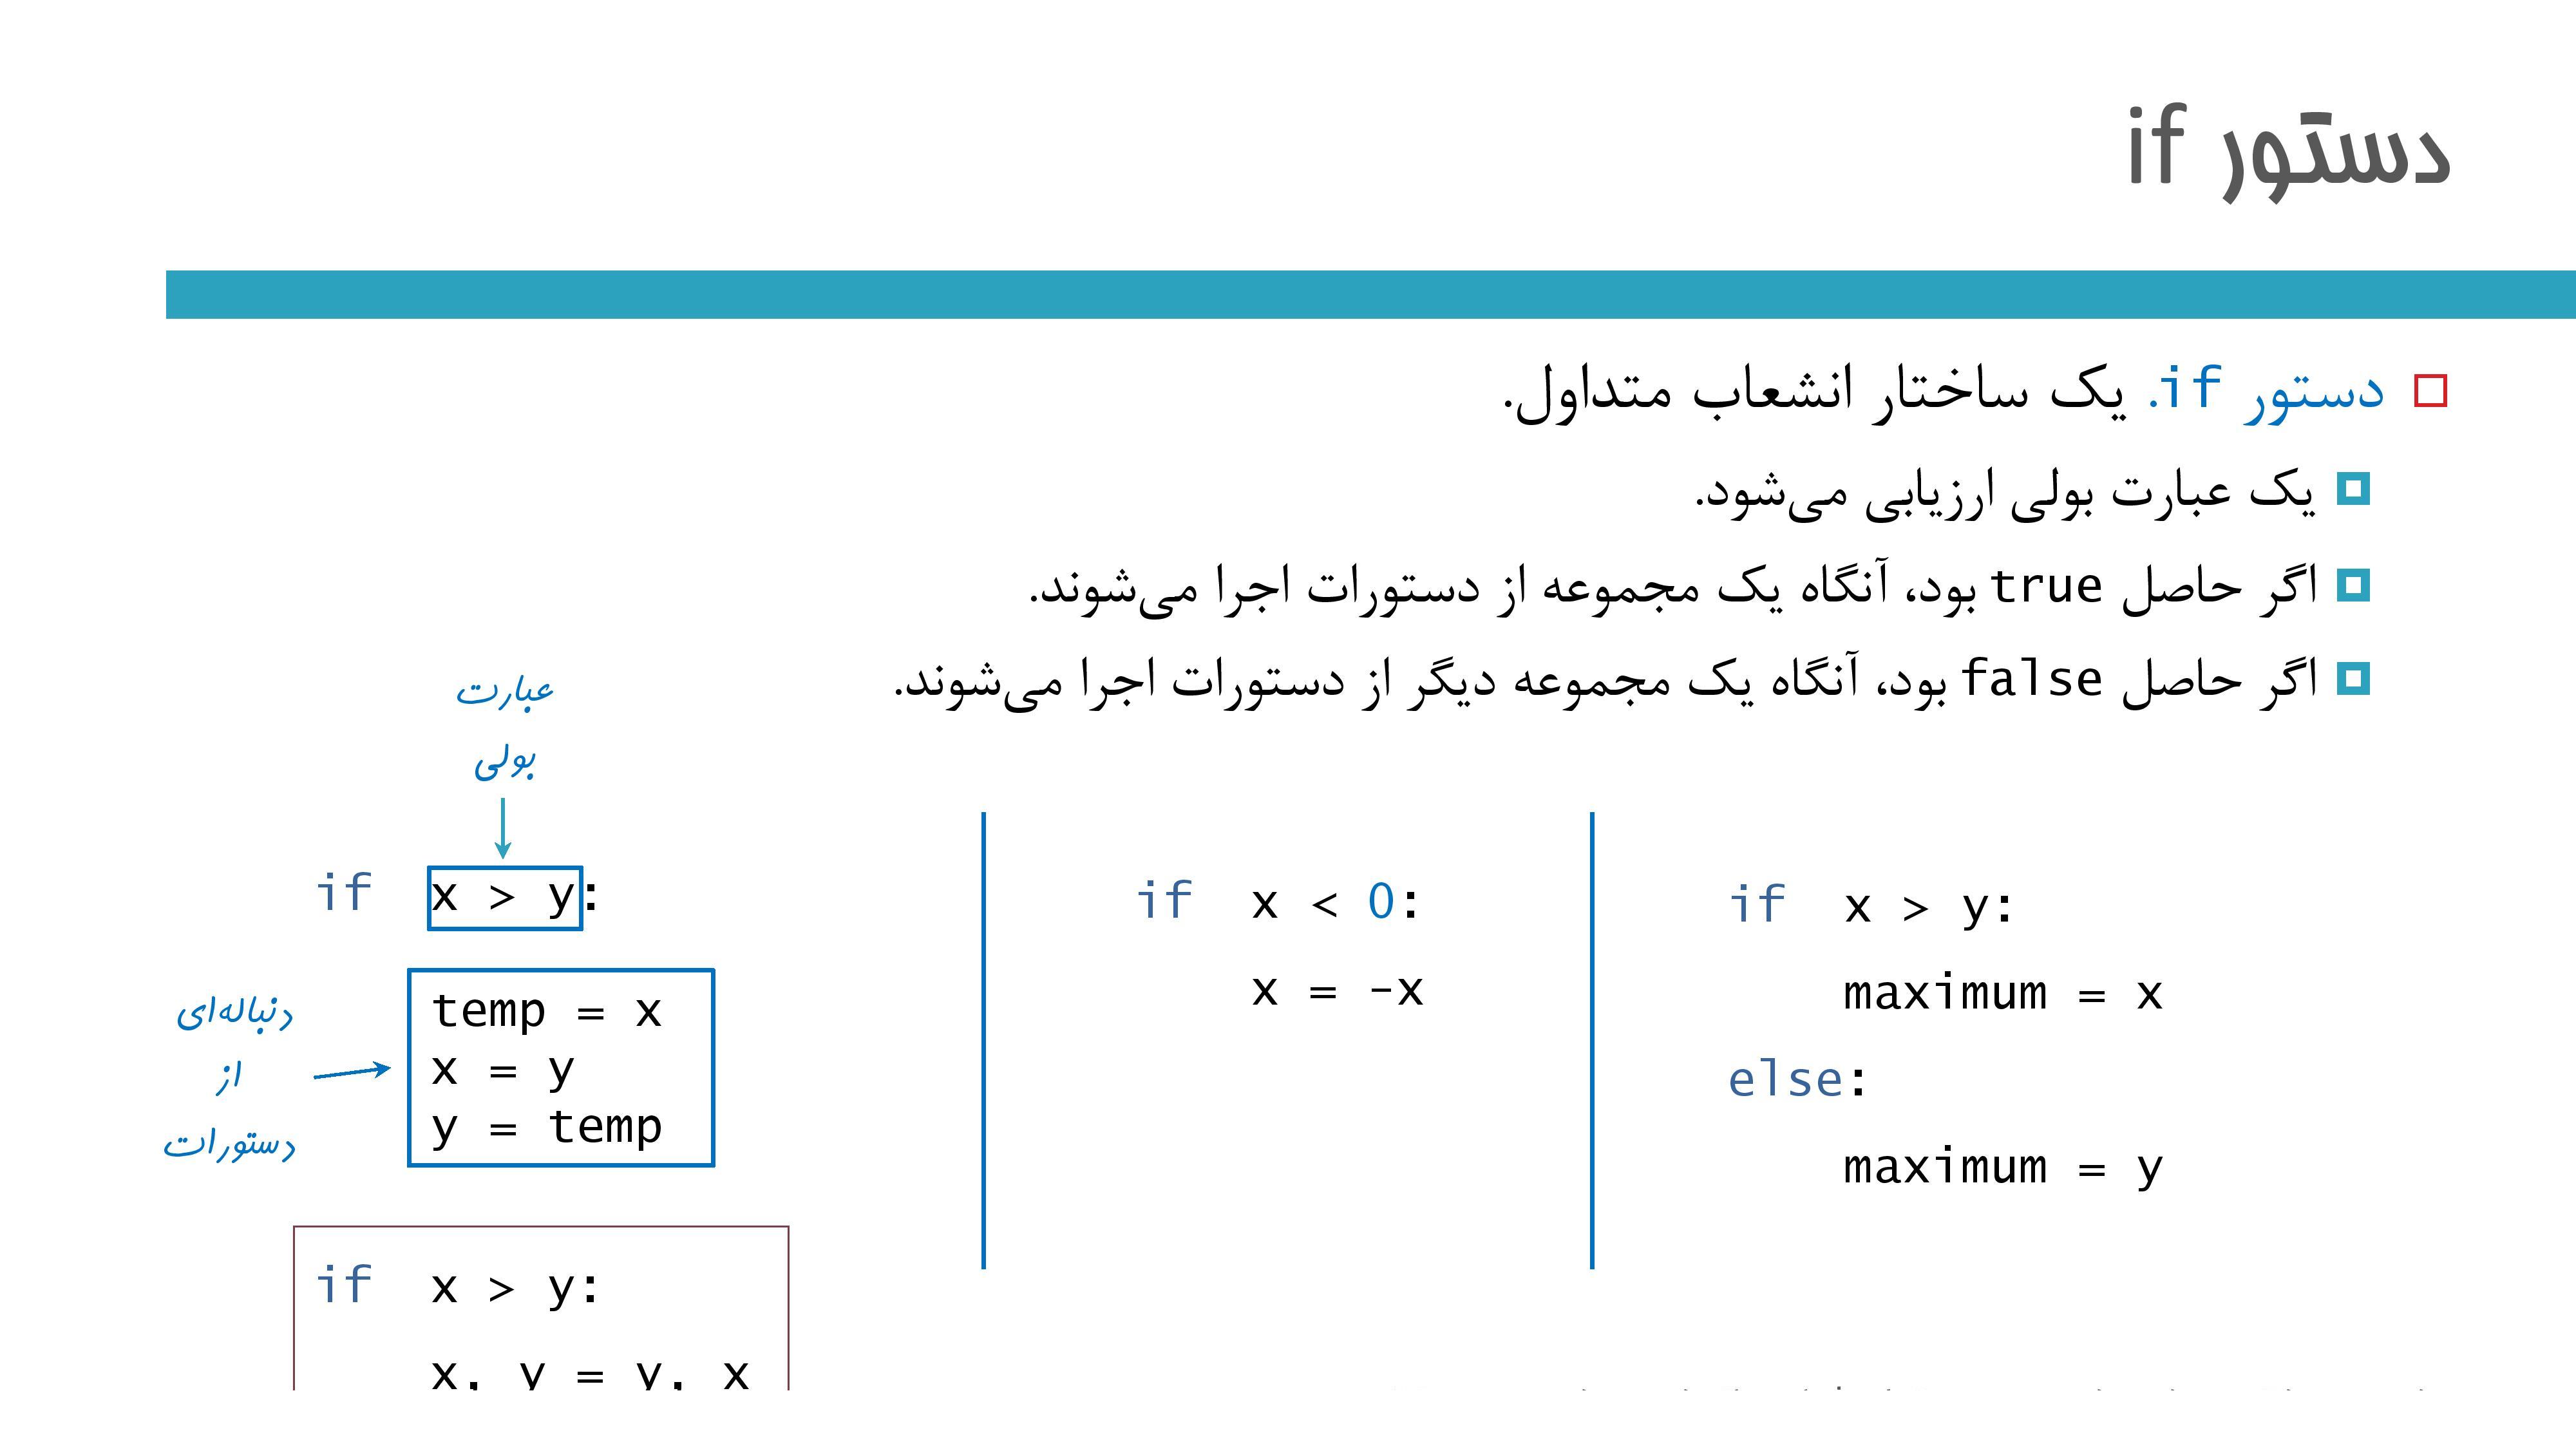 دستور if
دستور if. یک ساختار انشعاب متداول.
یک عبارت بولی ارزیابی می‌شود.
اگر حاصل true بود، آنگاه یک مجموعه از دستورات اجرا می‌شوند.
اگر حاصل false بود، آنگاه یک مجموعه دیگر از دستورات اجرا می‌شوند.
عبارت
بولی
if x > y:
دنباله‌ای
از
دستورات
temp = x
x = y
y = temp
if x > y:
x, y = y, x
if x < 0:
x = -x
if x > y:
maximum = x
else:
maximum = y